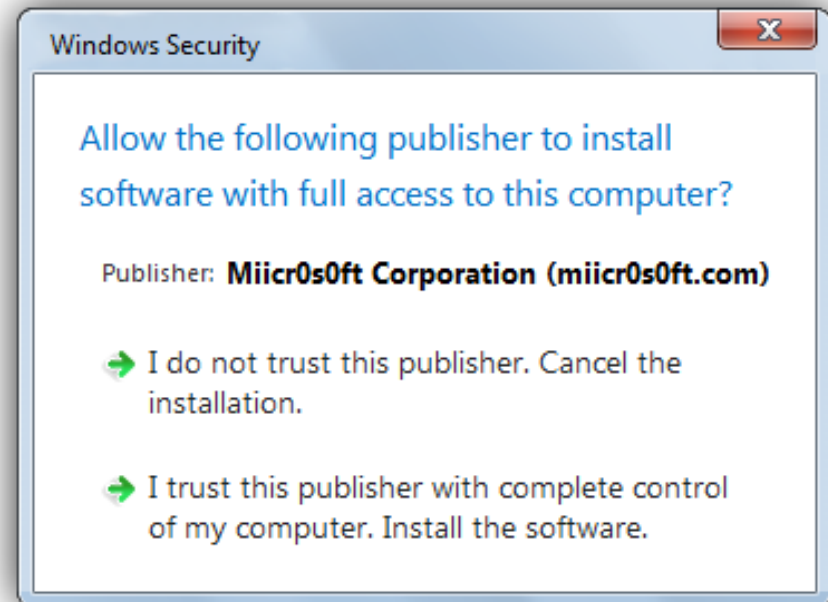 Windows Security
Allow the following publisher to install
software with full access to this computer?
Publisher: Miicr0s0ft Corporation (miicr0s0ft.com)
I do not trust this publisher. Cancel the
installation.
I trust this publisher with complete control
of my computer. Install the software.